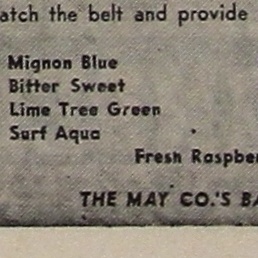 atch the belt and provide
Mignon Blue
Bitter Sweet
Lime Tree Green
Surf Aqua
Fresh Raspber
THE MAY CO.'S BA